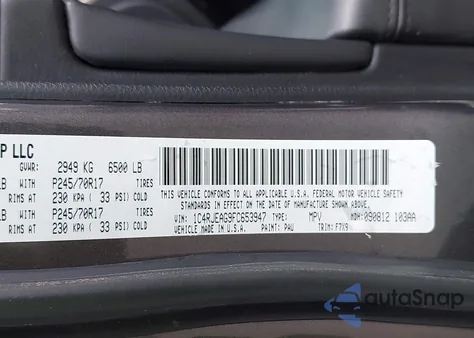 P LLC
GVWR: 2949 KG 6500 LB
LB WITH P245/70R17 TIRES
RIMS AT 230 KPA ( 33 PSI) COLD
LB WITH P245/70R17 TIRES
RIMS AT 230 KPA ( 33 PSI) COLD
THIS VEHICLE CONFORMS TO ALL APPLICABLE U.S.A. FEDERAL MOTOR VEHICLE SAFETY
STANDARDS IN EFFECT ON THE DATE OF MANUFACTURE SHOWN ABOVE.
VIN: 1C4RJEAG9FC653947 TYPE: MPV MDH: 090812 103AA
MADE IN U.S.A. PAINT: PAU TRIM: F7X9
autoSnap